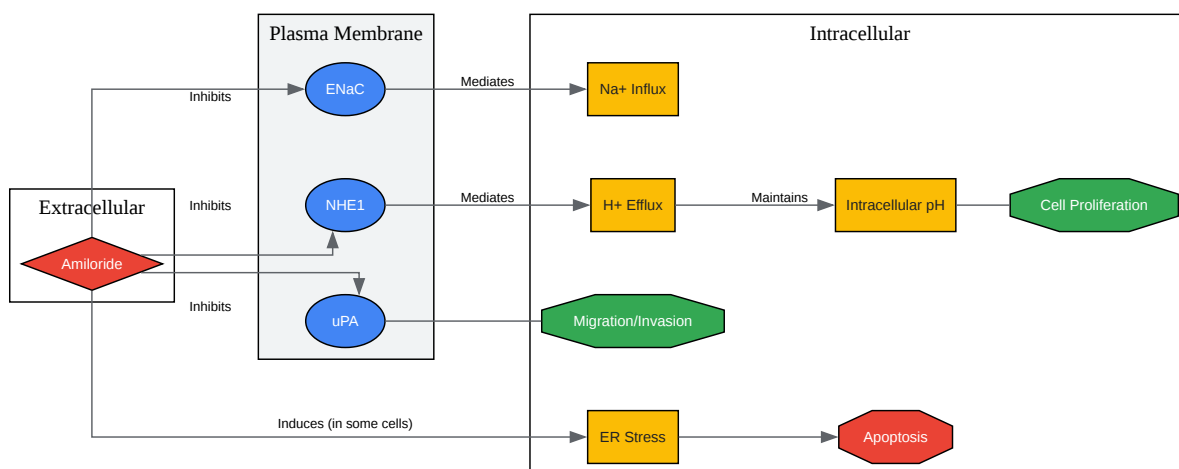 Plasma Membrane
Intracellular
ENaC
Mediates
Na+ Influx
Inhibits
Extracellular
Inhibits
NHE1
Mediates
H+ Efflux
Maintains
Intracellular pH
Cell Proliferation
Amiloride
Inhibits
uPA
Migration/Invasion
Induces (in some cells)
ER Stress
Apoptosis